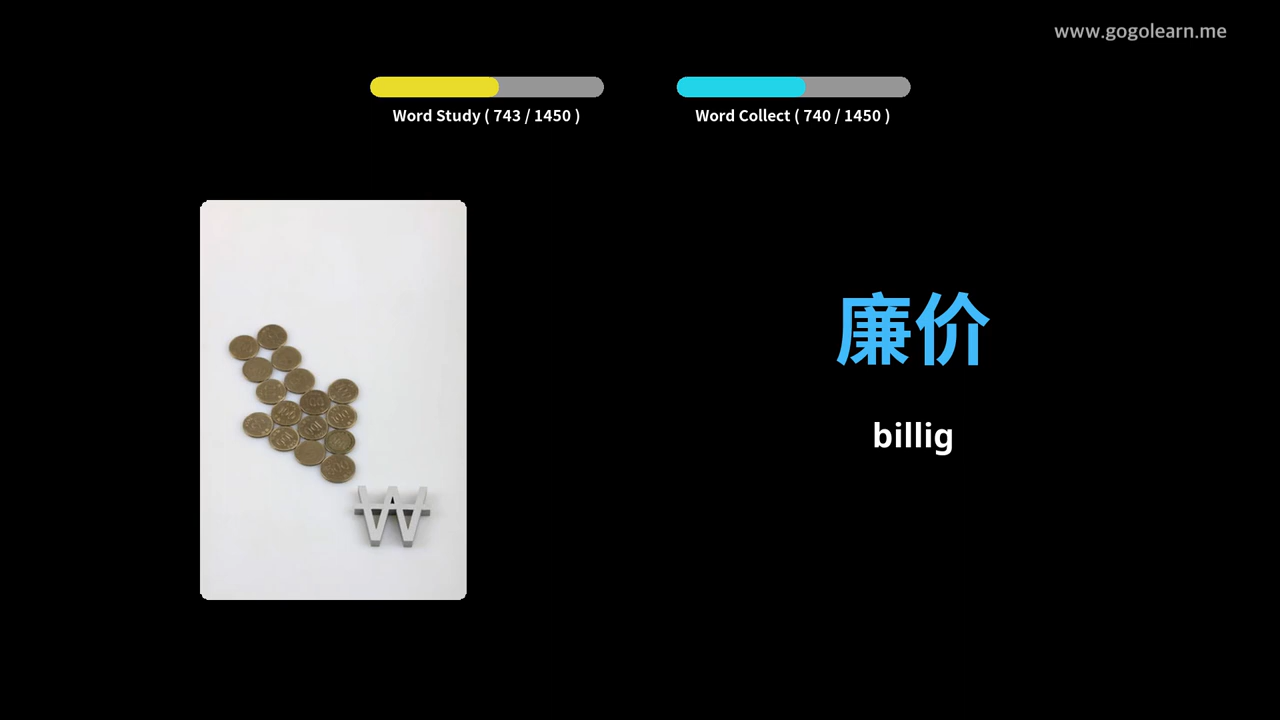 www.gogolearn.me
Word Study ( 743 / 1450 )
Word Collect ( 740 / 1450 )
廉价
billig
₩